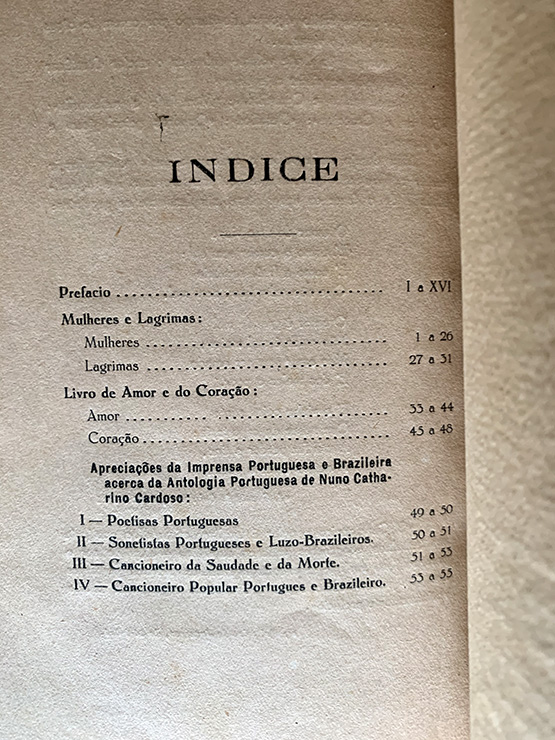 INDICE
Prefacio ........................................ I a XVI
Mulheres e Lagrimas:
Mulheres .................................... 1 a 26
Lagrimas .................................... 27 a 31
Livro de Amor e do Coração:
Amor .......... .......................... 33 a 44
Coração ..................................... 45 a 48
Apreciações da Imprensa Portuguesa e Brazileira
acerca da Antologia Portuguesa de Nuno Catha-
rino Cardoso:
I — Poetisas Portuguesas 49 a 50
II — Sonetistas Portugueses e Luzo-Brazileiros. 50 a 51
III — Cancioneiro da Saudade e da Morte. 51 a 53
IV — Cancioneiro Popular Portugues e Brazileiro. 53 a 55